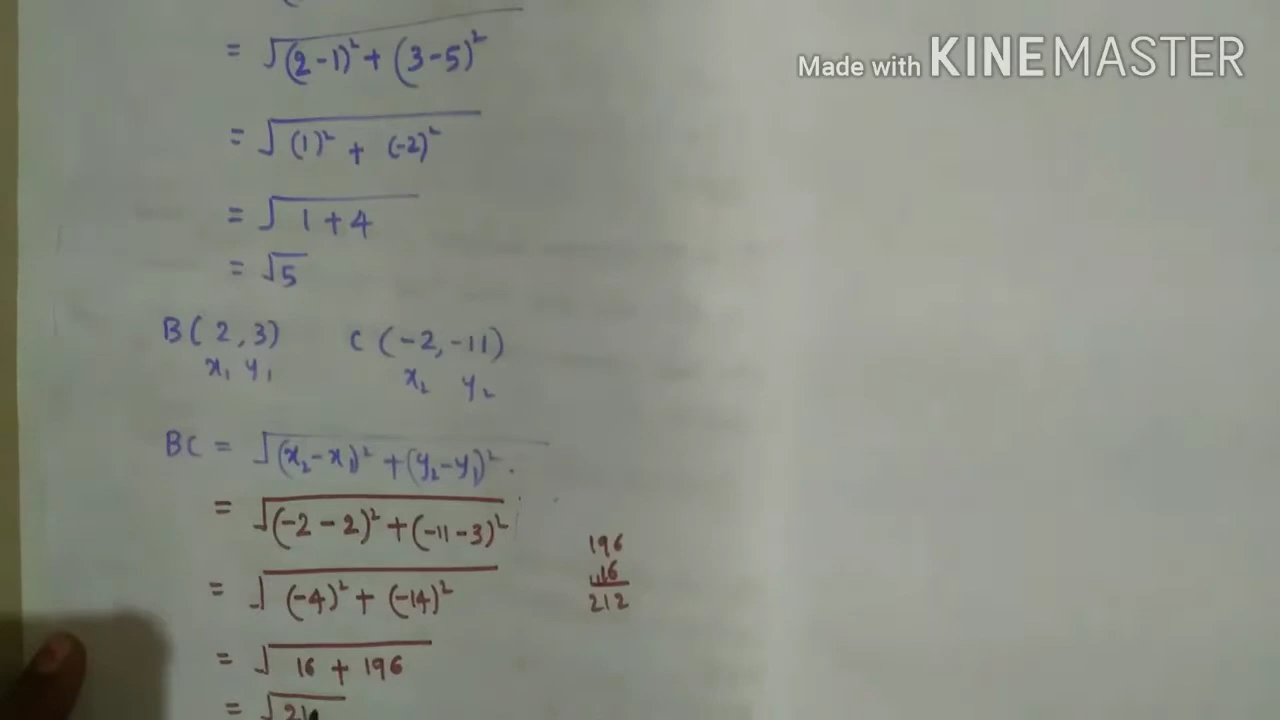 = √(2-1)² + (3-5)²
Made with KINEMASTER
= √(1)² + (-2)²
= √1 + 4
= √5
B(2,3) C(-2,-11)
x₁ y₁ x₂ y₂
BC = √(x₂-x₁)² + (y₂-y₁)².
= √(-2-2)² + (-11-3)²
196
16
= √(-4)² + (-14)²
212
= √16 + 196
= √21